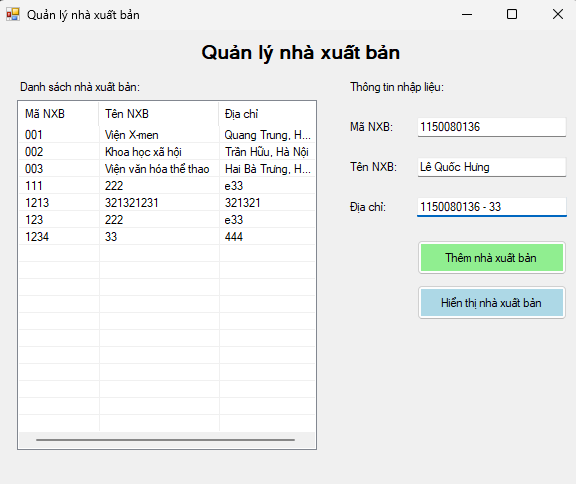 Quản lý nhà xuất bản
Quản lý nhà xuất bản
Danh sách nhà xuất bản:
Mã NXB Tên NXB Địa chỉ
001 Viện X-men Quang Trung, H...
002 Khoa học xã hội Trần Hữu, Hà Nội
003 Viện văn hóa thể thao Hai Bà Trưng, H...
111 222 e33
1213 321321231 321321
123 222 e33
1234 33 444
Thông tin nhập liệu:
Mã NXB: 1150080136
Tên NXB: Lê Quốc Hưng
Địa chỉ: 1150080136 - 33
Thêm nhà xuất bản
Hiển thị nhà xuất bản